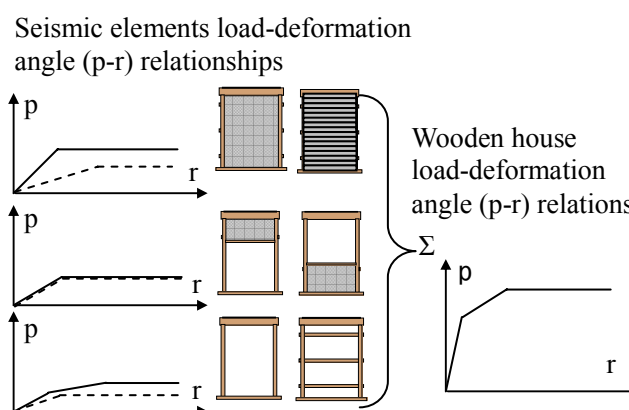 Seismic elements load-deformation
angle (p-r) relationships
p
r
p
r
p
r
Wooden house
load-deformation
angle (p-r) relations
Σ
p
r